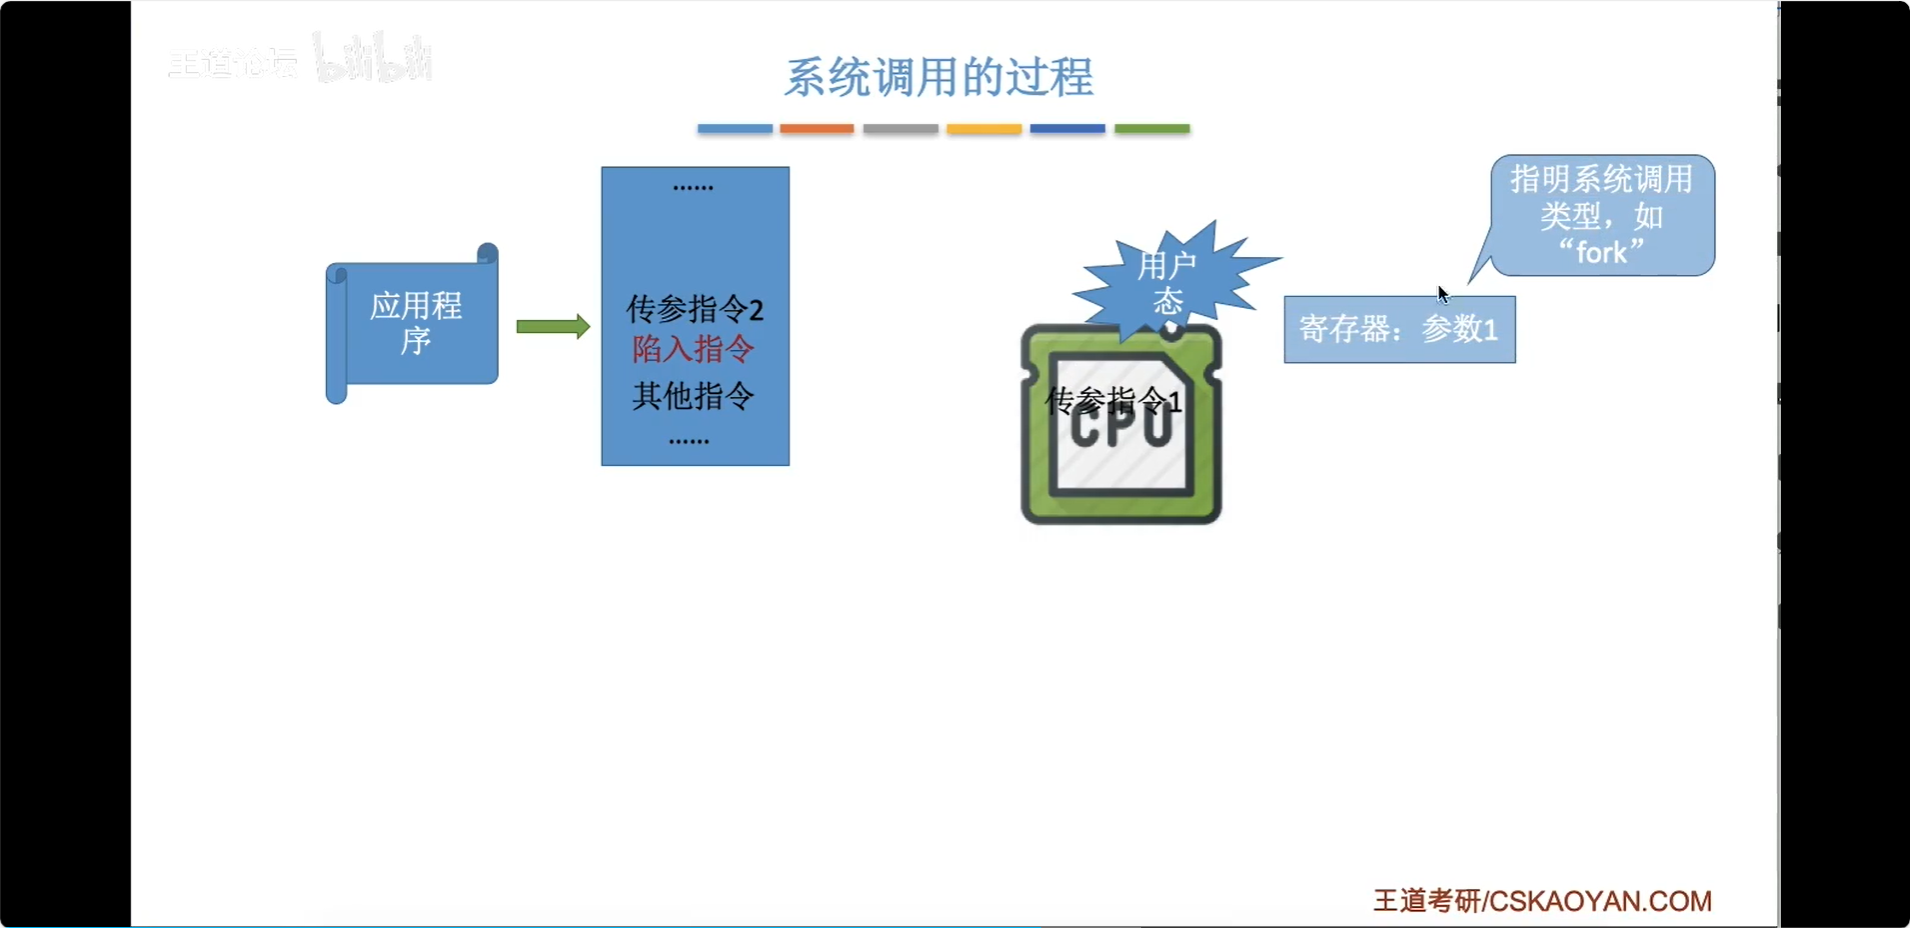 王道论坛 bilibili
系统调用的过程
······
应用程
序
传参指令2
陷入指令
其他指令
······
用户
态
传参指令1
CPU
指明系统调用
类型，如
“fork”
寄存器：参数1
王道考研/CSKAOYAN.COM